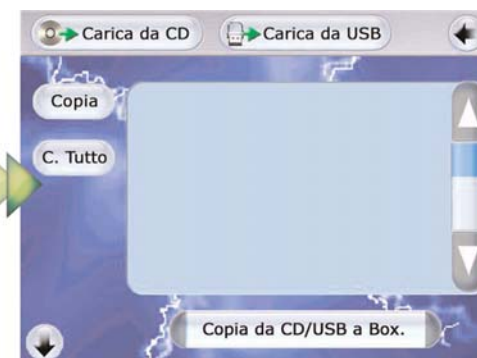 Carica da CD
Carica da USB
Copia
C. Tutto
Copia da CD/USB a Box.